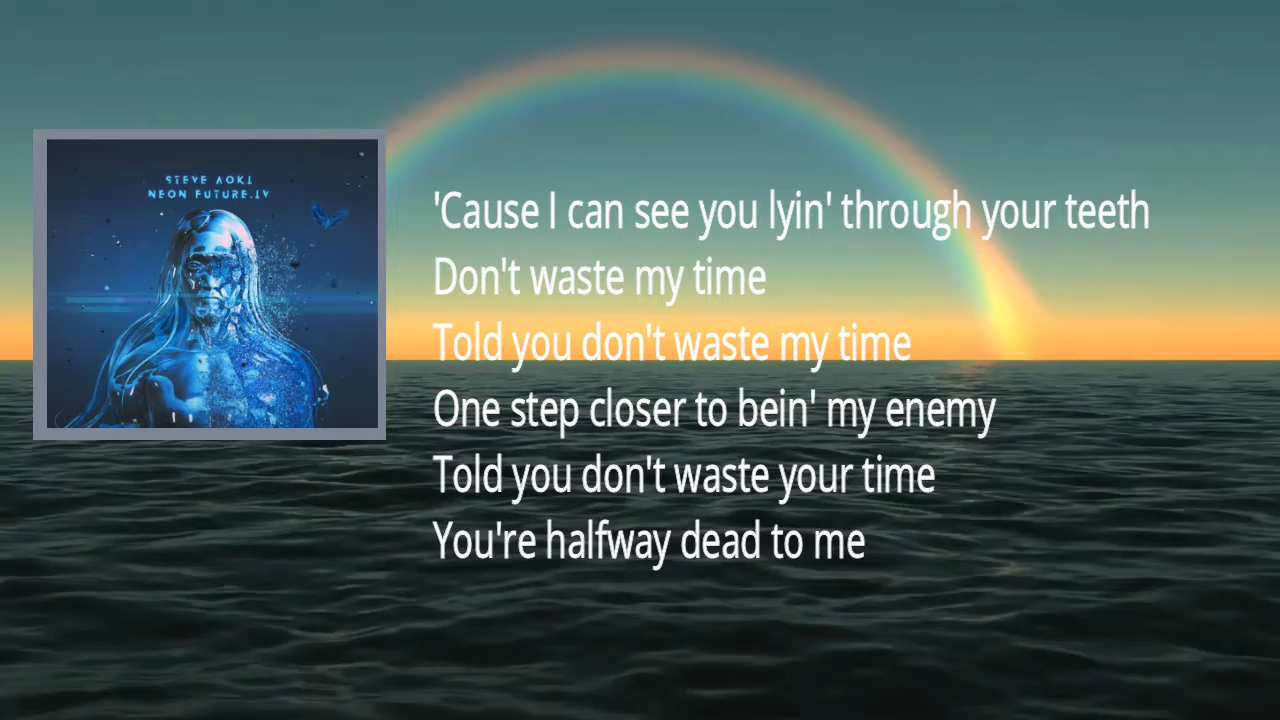 STEVE AOKI
NEON FUTURE.IV
'Cause I can see you lyin' through your teeth
Don't waste my time
Told you don't waste my time
One step closer to bein' my enemy
Told you don't waste your time
You're halfway dead to me